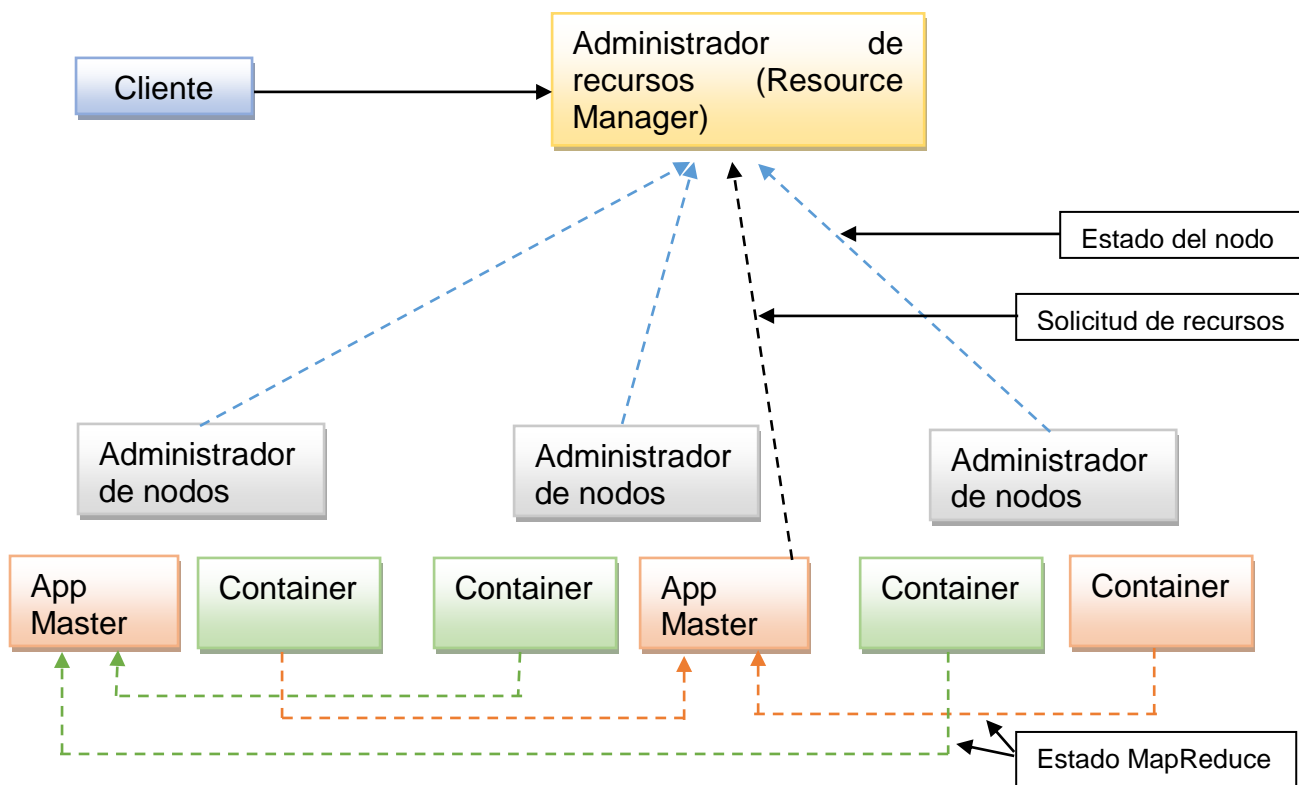 Cliente
Administrador de
recursos (Resource
Manager)
Estado del nodo
Solicitud de recursos
Administrador
de nodos
Administrador
de nodos
Administrador
de nodos
App
Master
Container
Container
App
Master
Container
Container
Estado MapReduce